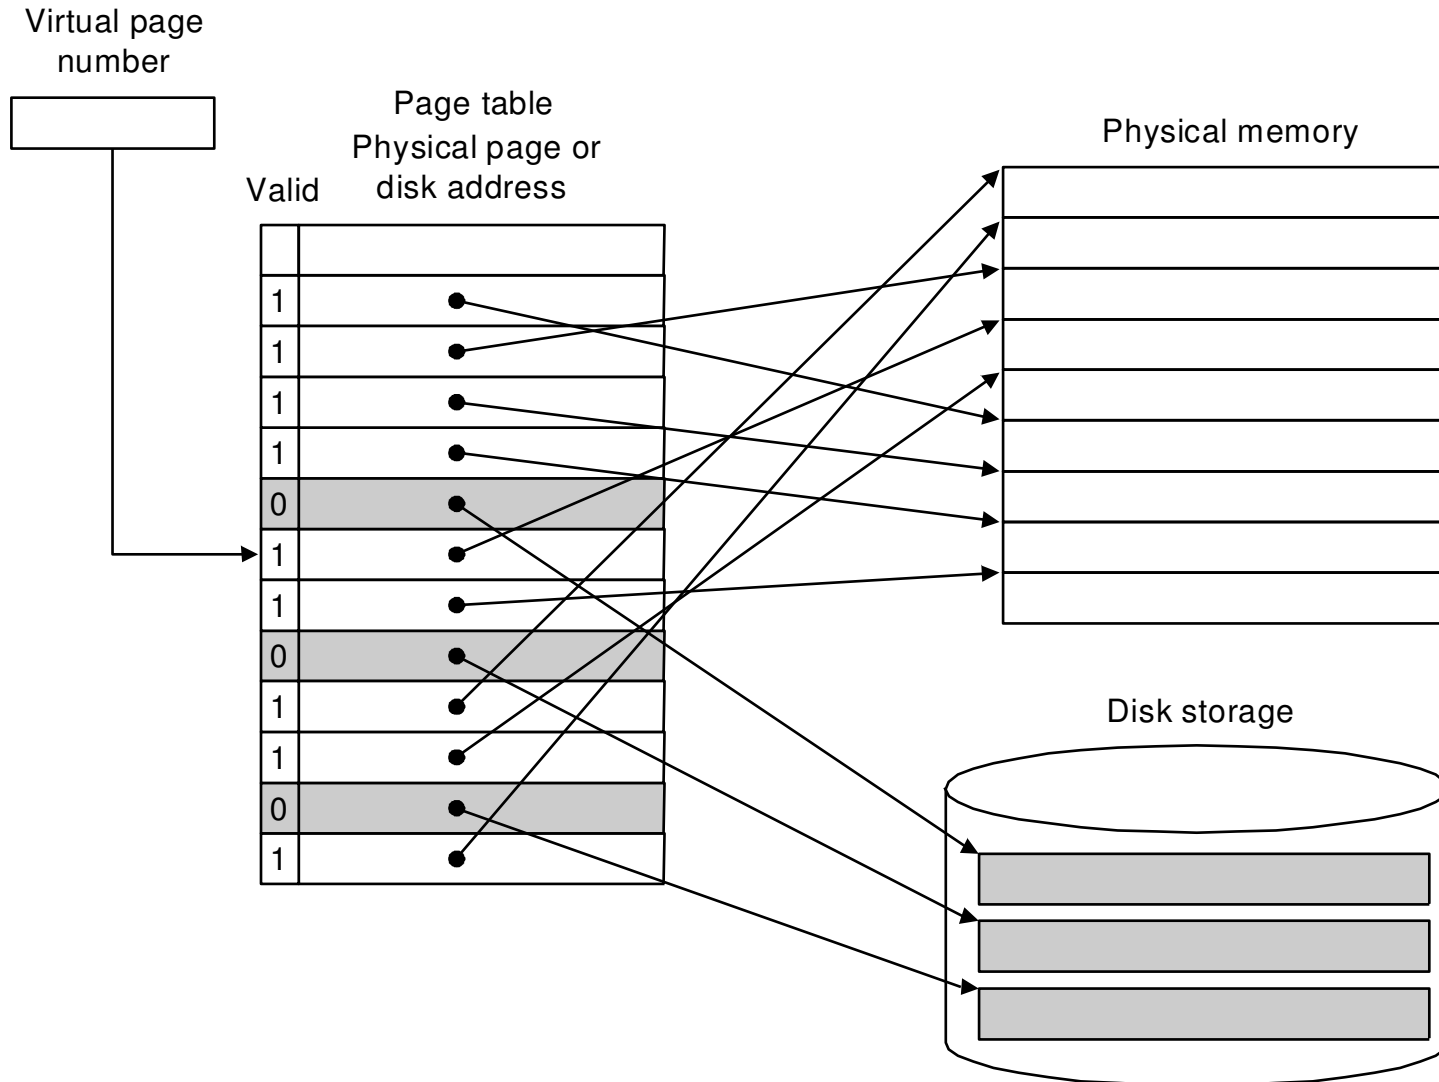 Virtual page
number
Page table
Physical page or
disk address
Valid
Physical memory
1
1
1
1
0
1
1
0
1
1
0
1
Disk storage